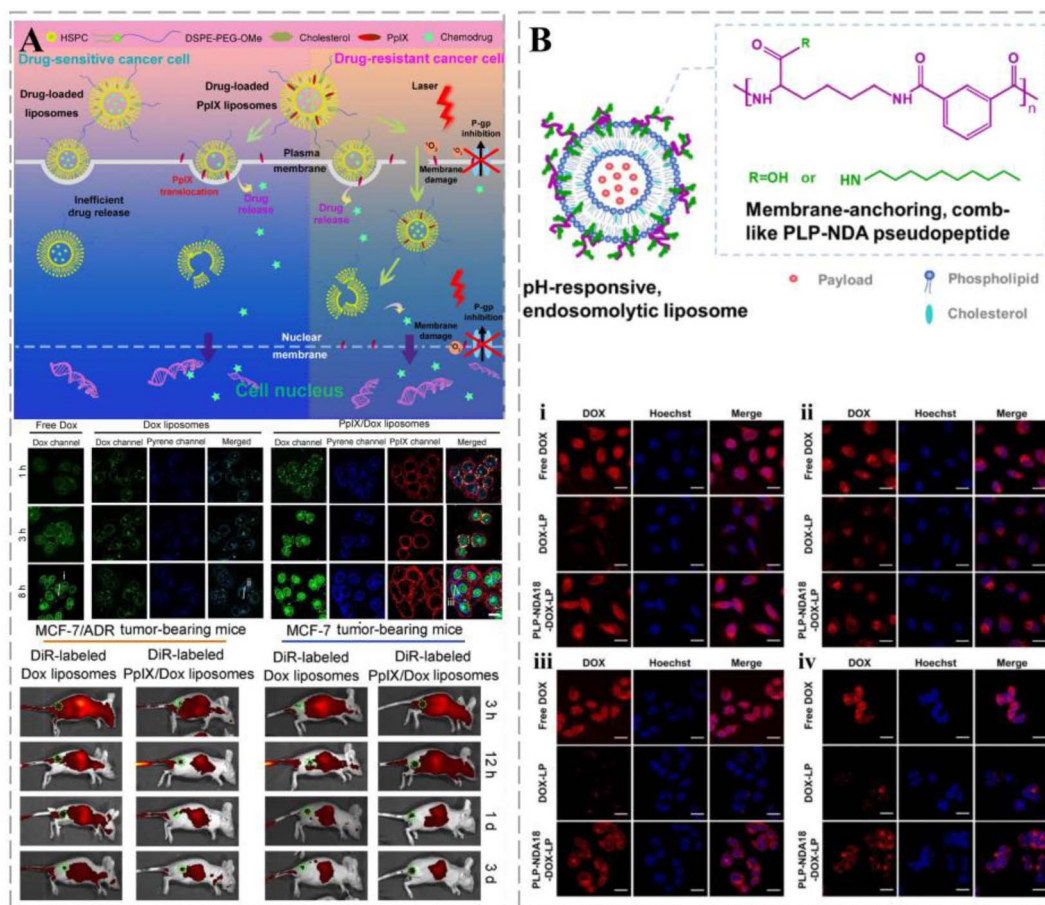 A
HSPC
DSPE-PEG-OMe
Cholesterol
PpIX
Chemodrug
Drug-sensitive cancer cell
Drug-resistant cancer cell
Drug-loaded
liposomes
Drug-loaded
PpIX liposomes
Laser
P-gp
inhibition
Plasma
membrane
Membrane
damage
PpIX
translocation
Drug
release
Drug
release
Inefficient
drug release
P-gp
inhibition
Membrane
damage
Nuclear
membrane
Cell nucleus
Free Dox
Dox liposomes
PpIX/Dox liposomes
Dox channel
Dox channel
Pyrene channel
Merged
Dox channel
Pyrene channel
PpIX channel
Merged
1 h
3 h
8 h
i
ii
iii
MCF-7/ADR tumor-bearing mice
MCF-7 tumor-bearing mice
DiR-labeled
Dox liposomes
DiR-labeled
PpIX/Dox liposomes
DiR-labeled
Dox liposomes
DiR-labeled
PpIX/Dox liposomes
3 h
12 h
1 d
3 d
B
O
R
O
O
NH
NH
n
R=OH or HN
Membrane-anchoring, comb-
like PLP-NDA pseudopeptide
pH-responsive,
endosomolytic liposome
Payload
Phospholipid
Cholesterol
i
DOX
Hoechst
Merge
Free DOX
DOX-LP
PLP-NDA18
-DOX-LP
ii
DOX
Hoechst
Merge
Free DOX
DOX-LP
PLP-NDA18
-DOX-LP
iii
DOX
Hoechst
Merge
Free DOX
DOX-LP
PLP-NDA18
-DOX-LP
iv
DOX
Hoechst
Merge
Free DOX
DOX-LP
PLP-NDA18
-DOX-LP